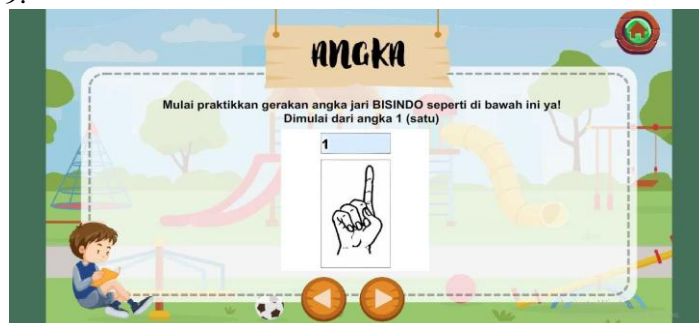 ANGKA
Mulai praktikkan gerakan angka jari BISINDO seperti di bawah ini ya!
Dimulai dari angka 1 (satu)
1